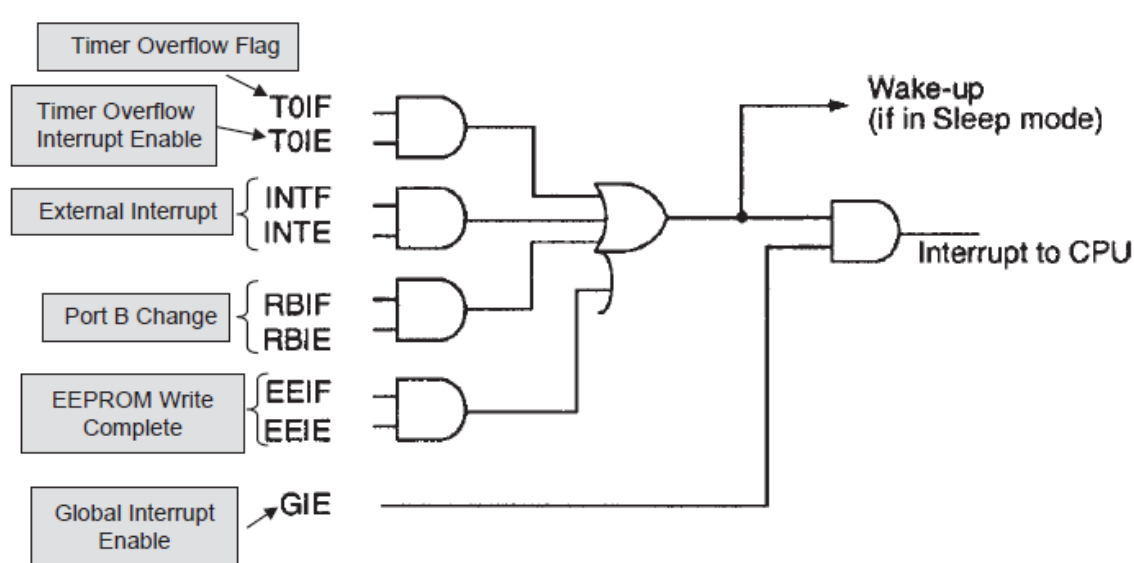 Timer Overflow Flag
T0IF
Timer Overflow
Interrupt Enable
T0IE
Wake-up
(if in Sleep mode)
External Interrupt
INTF
INTE
Interrupt to CPU
Port B Change
RBIF
RBIE
EEPROM Write
Complete
EEIF
EEIE
Global Interrupt
Enable
GIE